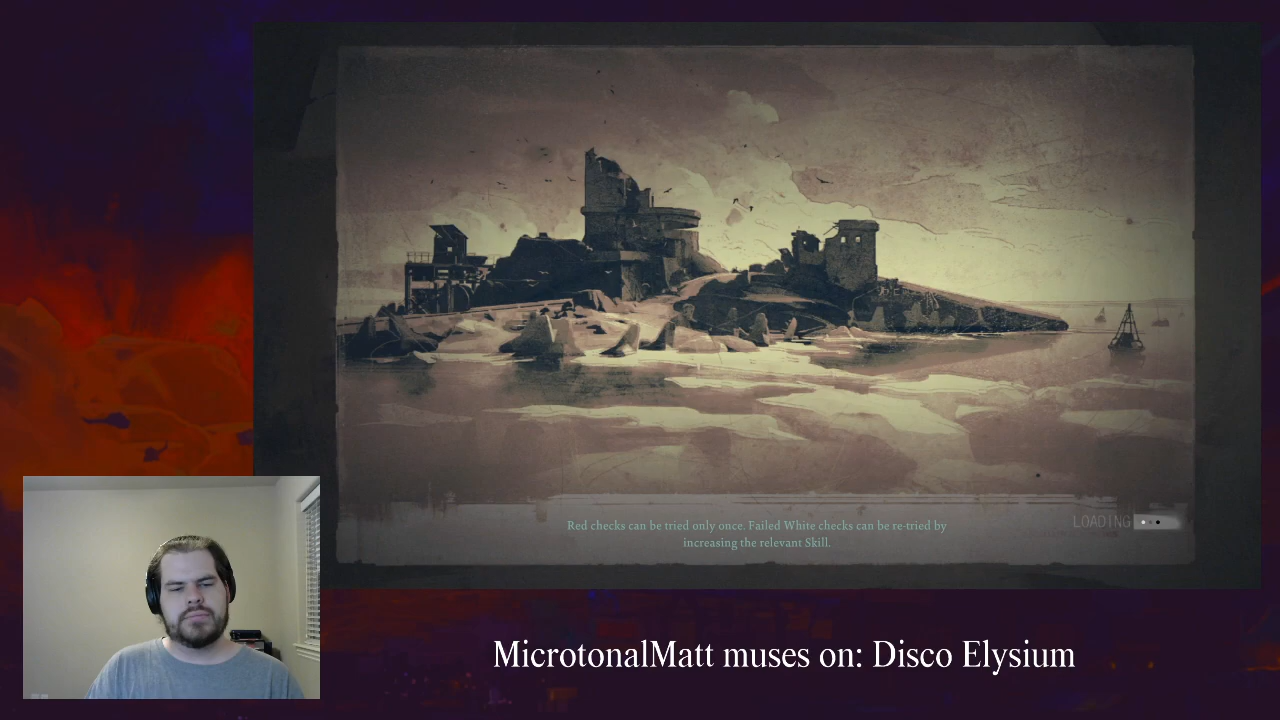 Red checks can be tried only once. Failed White checks can be re-tried by
increasing the relevant Skill.
LOADING
MicrotonalMatt muses on: Disco Elysium